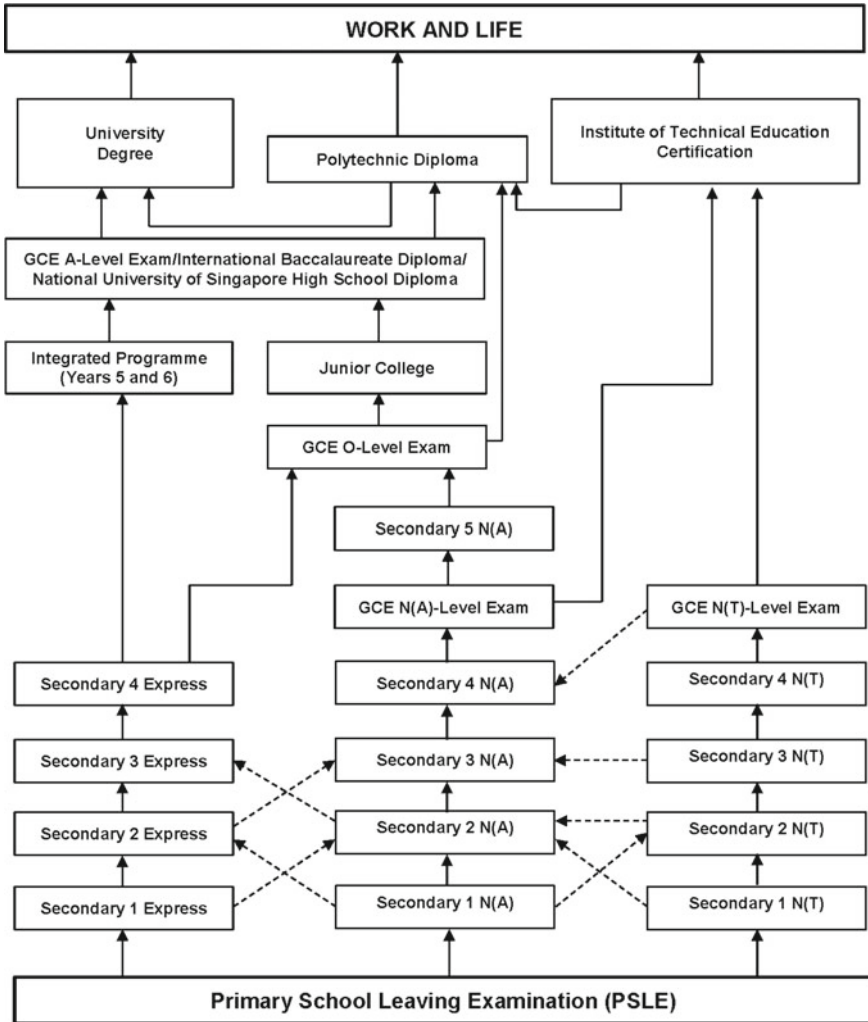 WORK AND LIFE
University
Degree
Polytechnic Diploma
Institute of Technical Education
Certification
GCE A-Level Exam/International Baccalaureate Diploma/
National University of Singapore High School Diploma
Integrated Programme
(Years 5 and 6)
Junior College
GCE O-Level Exam
Secondary 5 N(A)
GCE N(A)-Level Exam
GCE N(T)-Level Exam
Secondary 4 Express
Secondary 4 N(A)
Secondary 4 N(T)
Secondary 3 Express
Secondary 3 N(A)
Secondary 3 N(T)
Secondary 2 Express
Secondary 2 N(A)
Secondary 2 N(T)
Secondary 1 Express
Secondary 1 N(A)
Secondary 1 N(T)
Primary School Leaving Examination (PSLE)